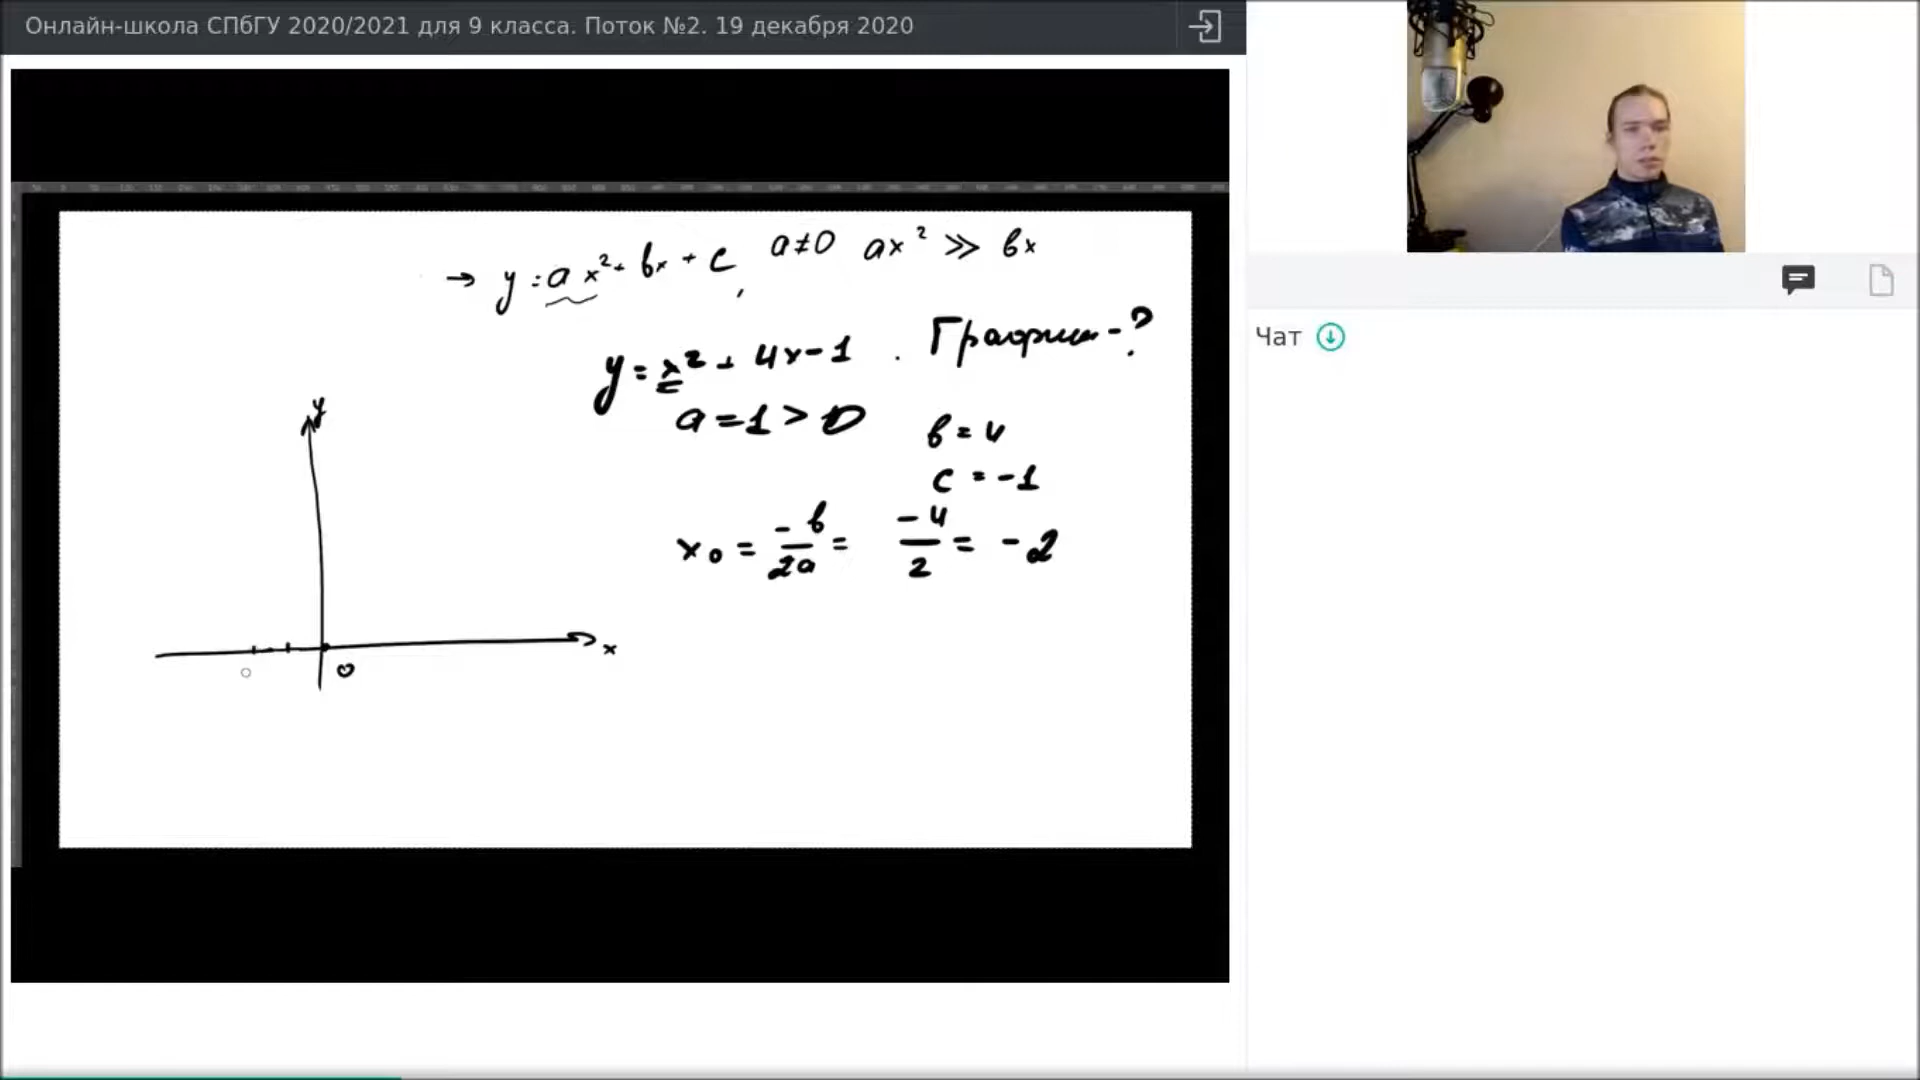 Онлайн-школа СПбГУ 2020/2021 для 9 класса. Поток №2. 19 декабря 2020
→ y = ax² + bx + c, a ≠ 0 ax² >> bx
y = x² + 4x - 1 . График - ?
a = 1 > 0
b = 4
c = -1
x₀ = -b/2a = -4/2 = -2
y
x
0
Чат